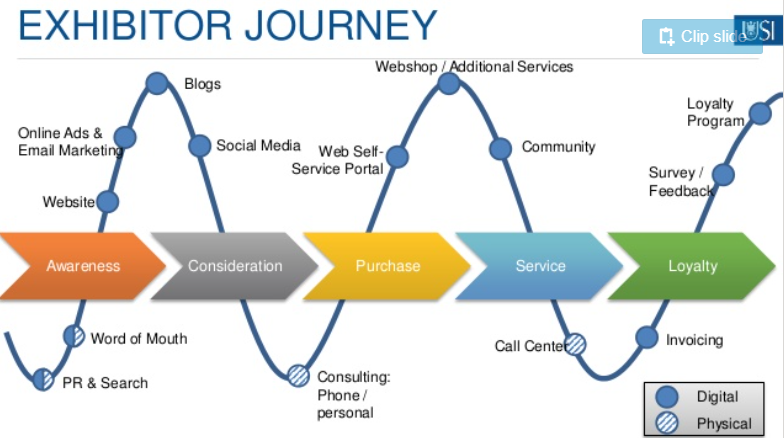 EXHIBITOR JOURNEY
Clip slide
USI
Webshop / Additional Services
Blogs
Loyalty
Program
Online Ads &
Email Marketing
Social Media
Web Self-
Service Portal
Community
Survey /
Feedback
Website
Awareness
Consideration
Purchase
Service
Loyalty
Word of Mouth
Call Center
Invoicing
PR & Search
Consulting:
Phone /
personal
Digital
Physical